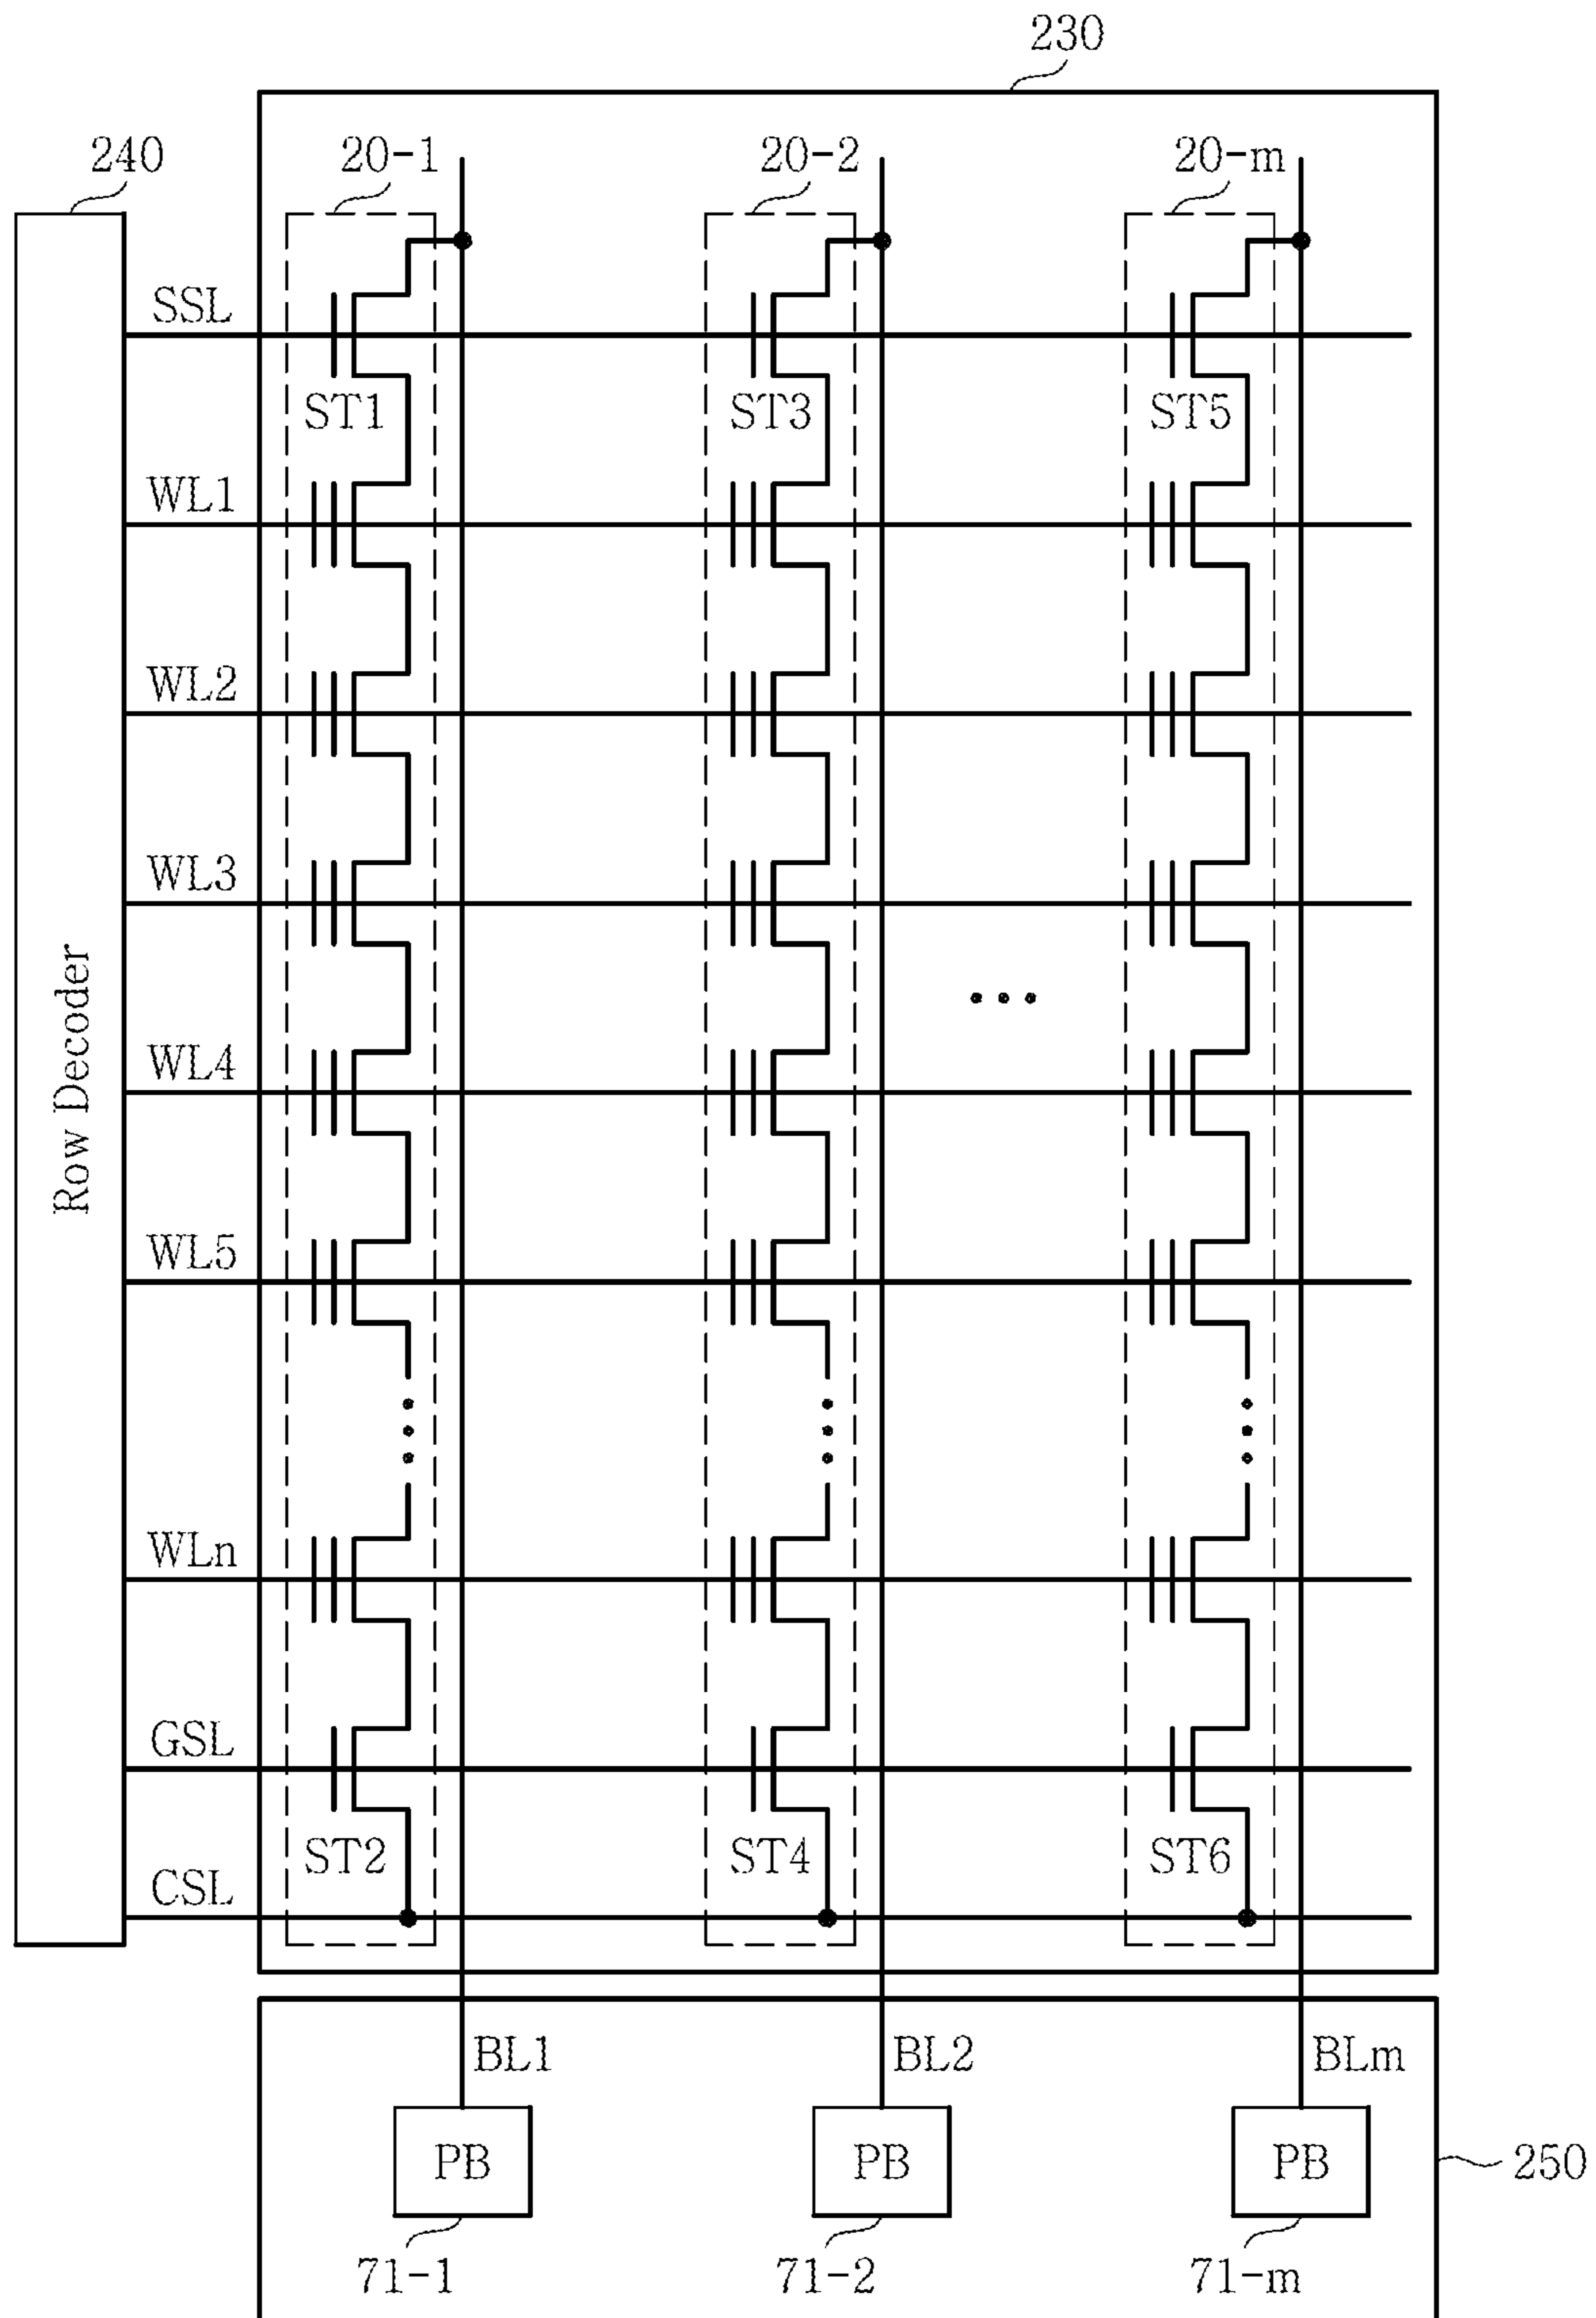 230
240
20-1
20-2
20-m
SSL
ST1
ST3
ST5
WL1
WL2
WL3
Row Decoder
WL4
WL5
WLn
GSL
ST2
ST4
ST6
CSL
BL1
BL2
BLm
PB
PB
PB
250
71-1
71-2
71-m